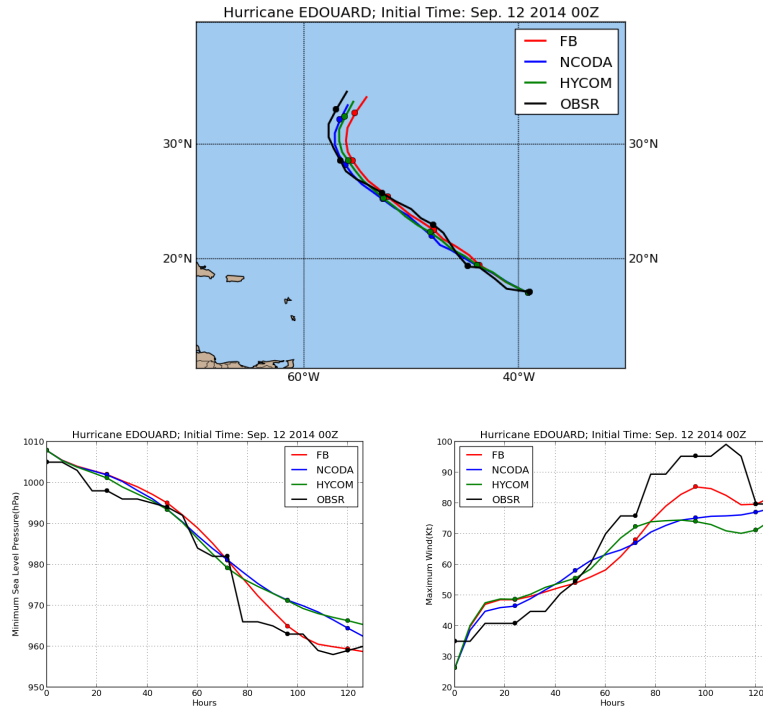 Hurricane EDOUARD; Initial Time: Sep. 12 2014 00Z
FB
NCODA
HYCOM
OBSR
30°N
30°N
20°N
20°N
60°W
40°W
Hurricane EDOUARD; Initial Time: Sep. 12 2014 00Z
FB
NCODA
HYCOM
OBSR
Minimum Sea Level Pressure(hPa)
1010
1000
990
980
970
960
950
0
20
40
60
80
100
120
Hours
Hurricane EDOUARD; Initial Time: Sep. 12 2014 00Z
FB
NCODA
HYCOM
OBSR
Maximum Wind(Kt)
100
90
80
70
60
50
40
30
20
0
20
40
60
80
100
120
Hours